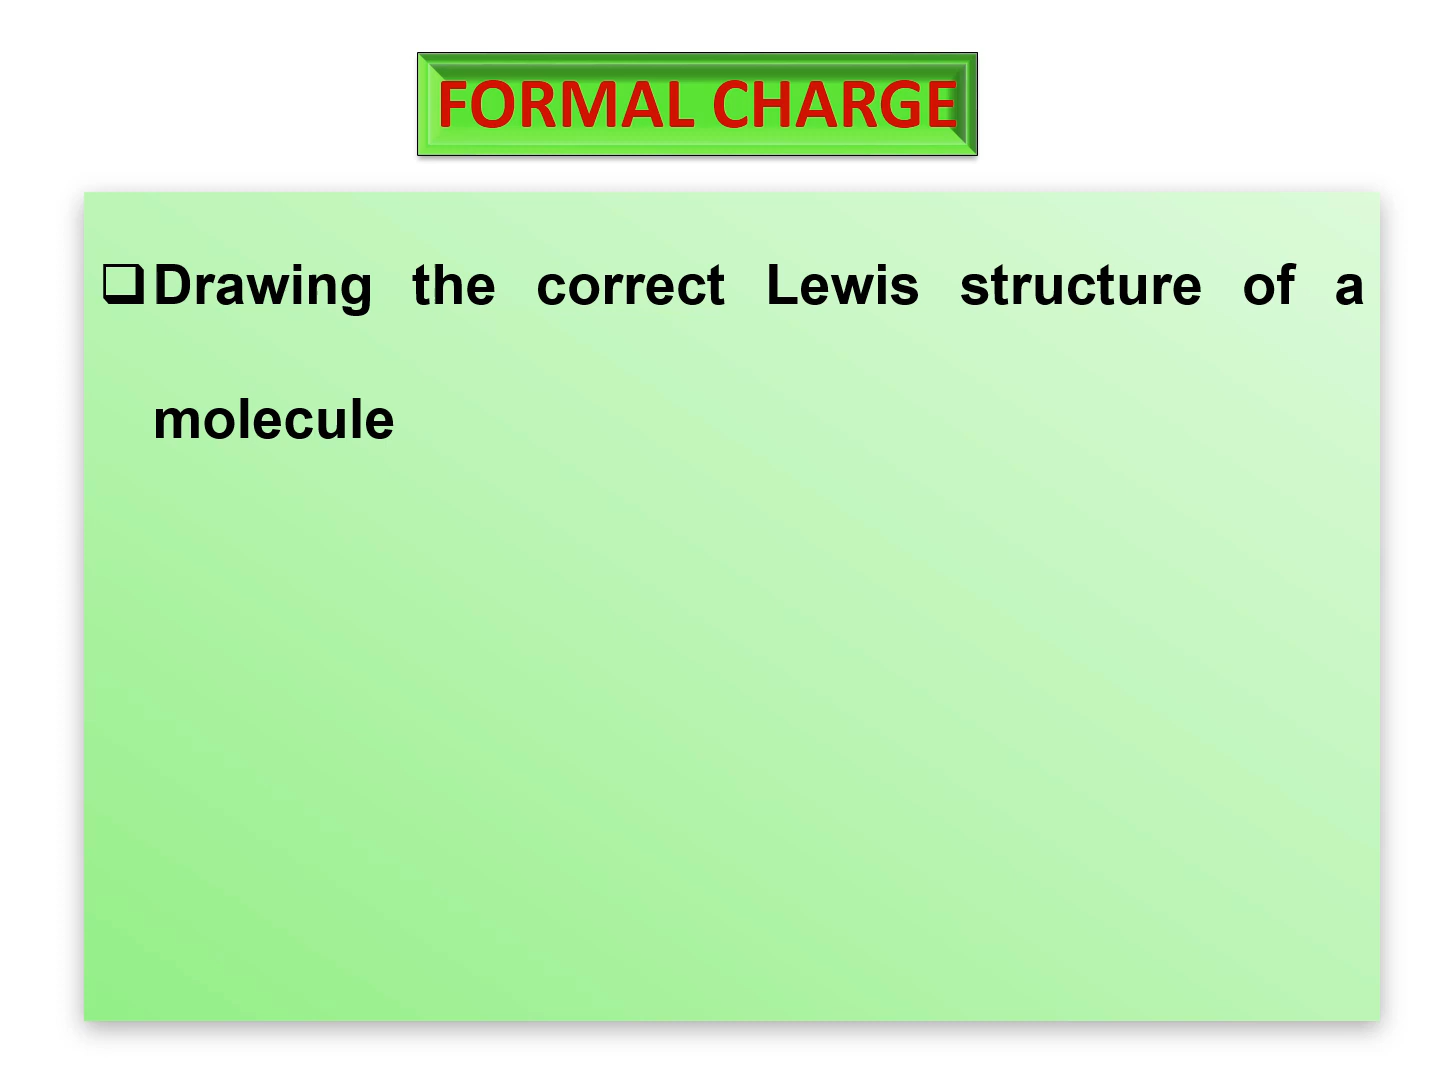 FORMAL CHARGE
❑Drawing the correct Lewis structure of a
molecule